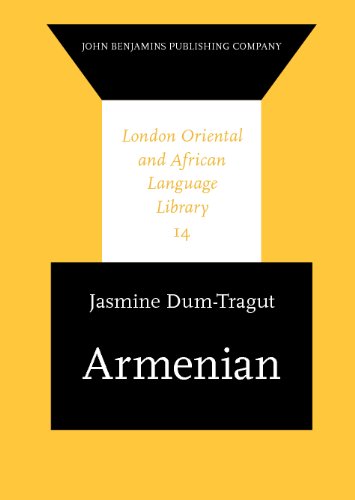 JOHN BENJAMINS PUBLISHING COMPANY
London Oriental
and African
Language
Library
14
Jasmine Dum-Tragut
Armenian